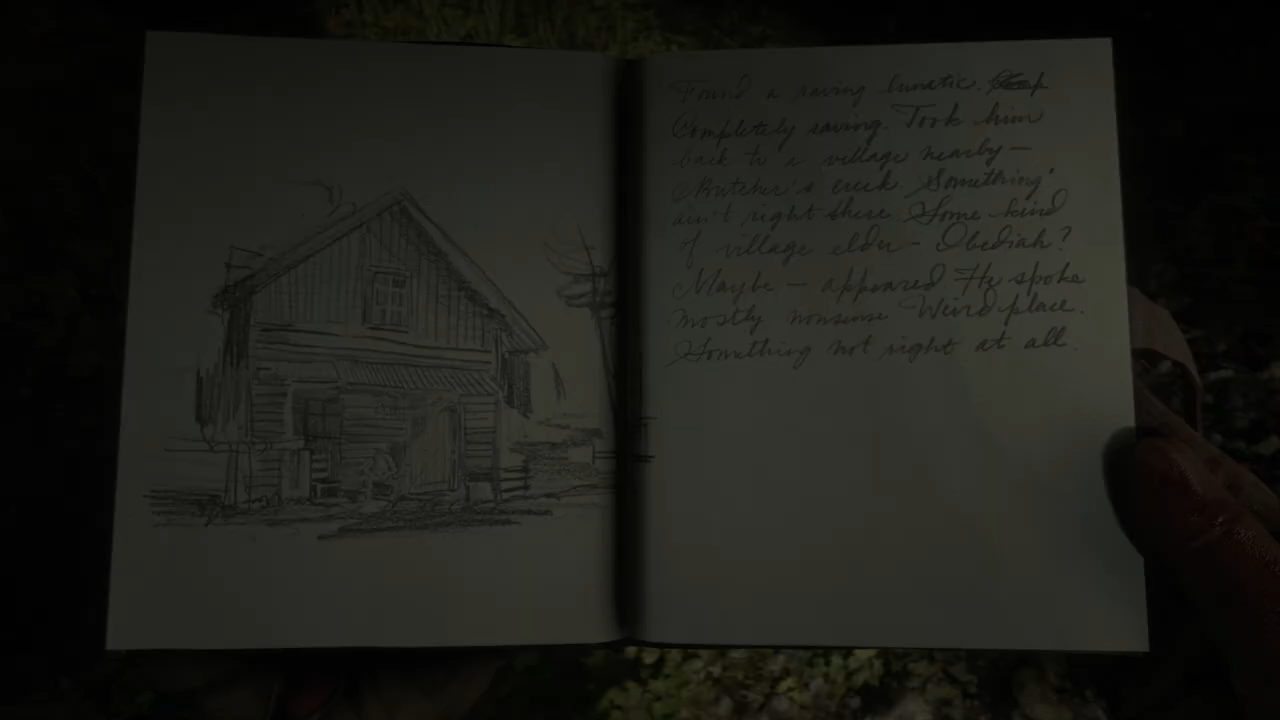 Found a raving lunatic.
Completely raving. Took him
back to a village nearby —
Butcher's creek Something
ain't right there. Some kind
of village elder - Obediah?
Maybe — appeared He spoke
mostly nonsense Weird place.
Something not right at all.